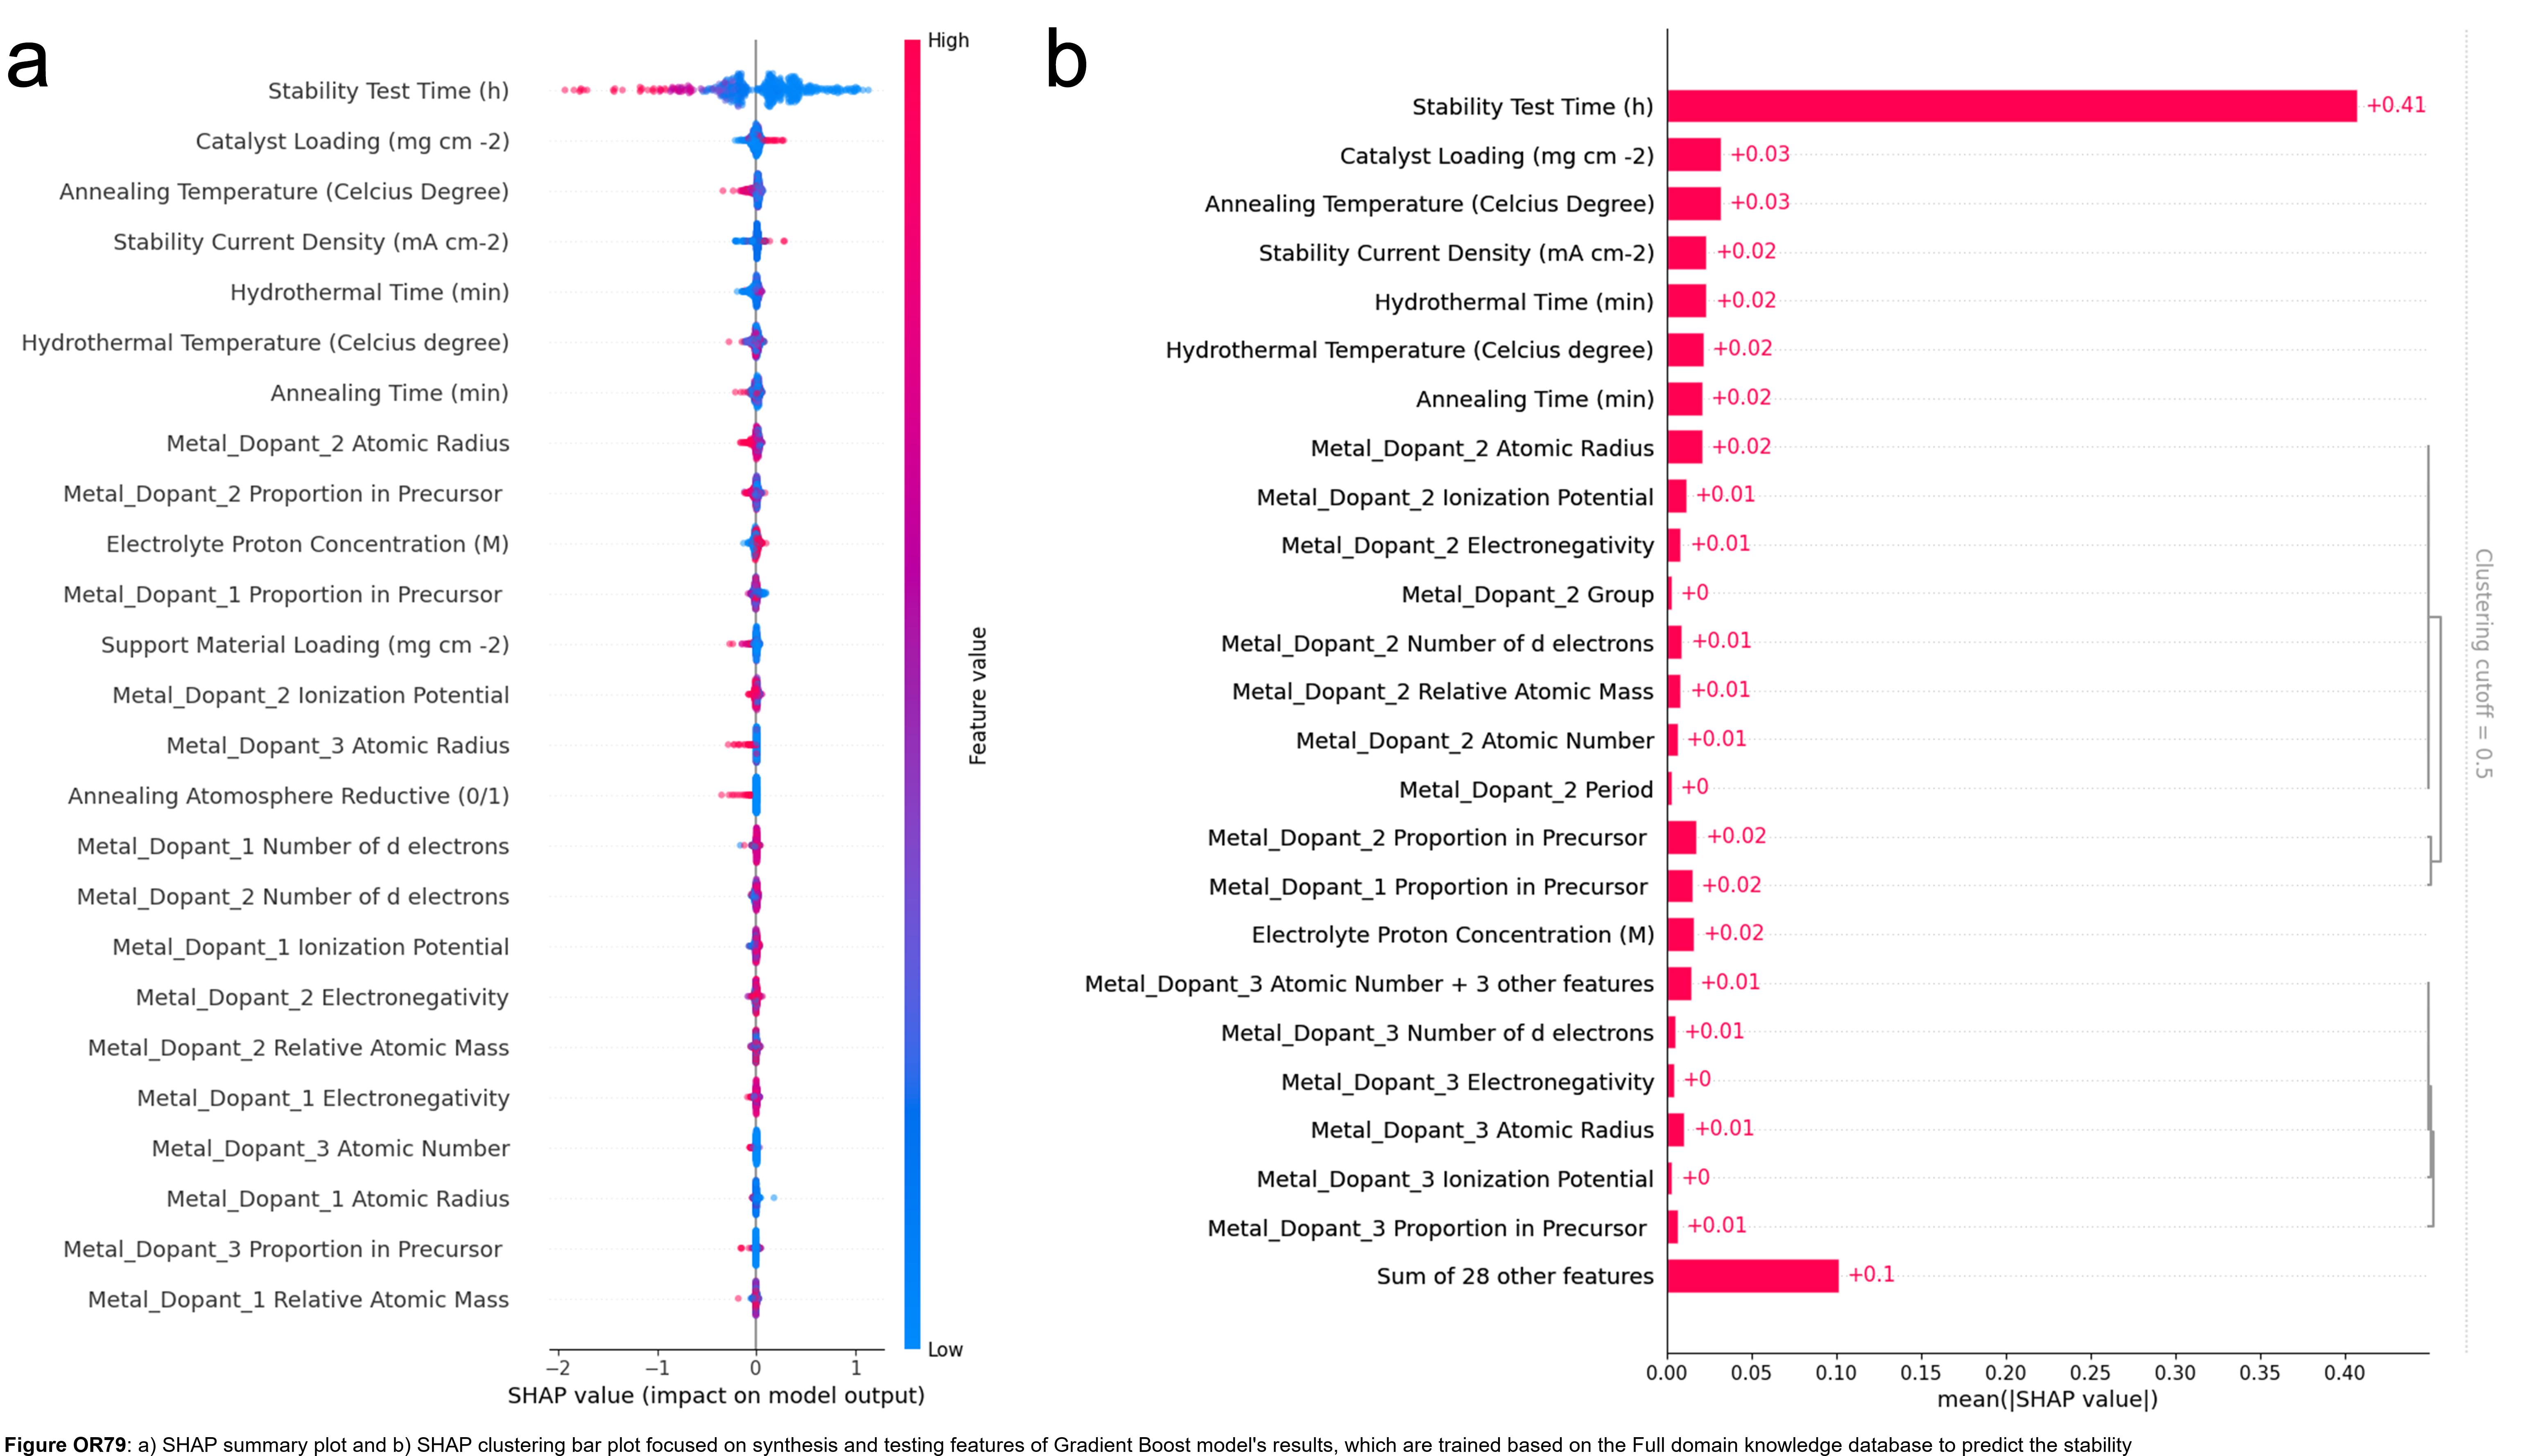 a
High
Stability Test Time (h)
Catalyst Loading (mg cm -2)
Annealing Temperature (Celcius Degree)
Stability Current Density (mA cm-2)
Hydrothermal Time (min)
Hydrothermal Temperature (Celcius degree)
Annealing Time (min)
Metal_Dopant_2 Atomic Radius
Metal_Dopant_2 Proportion in Precursor
Electrolyte Proton Concentration (M)
Metal_Dopant_1 Proportion in Precursor
Support Material Loading (mg cm -2)
Metal_Dopant_2 Ionization Potential
Metal_Dopant_3 Atomic Radius
Annealing Atomosphere Reductive (0/1)
Metal_Dopant_1 Number of d electrons
Metal_Dopant_2 Number of d electrons
Metal_Dopant_1 Ionization Potential
Metal_Dopant_2 Electronegativity
Metal_Dopant_2 Relative Atomic Mass
Metal_Dopant_1 Electronegativity
Metal_Dopant_3 Atomic Number
Metal_Dopant_1 Atomic Radius
Metal_Dopant_3 Proportion in Precursor
Metal_Dopant_1 Relative Atomic Mass
Feature value
Low
−2 −1 0 1
SHAP value (impact on model output)
b
Stability Test Time (h) +0.41
Catalyst Loading (mg cm -2) +0.03
Annealing Temperature (Celcius Degree) +0.03
Stability Current Density (mA cm-2) +0.02
Hydrothermal Time (min) +0.02
Hydrothermal Temperature (Celcius degree) +0.02
Annealing Time (min) +0.02
Metal_Dopant_2 Atomic Radius +0.02
Metal_Dopant_2 Ionization Potential +0.01
Metal_Dopant_2 Electronegativity +0.01
Metal_Dopant_2 Group +0
Metal_Dopant_2 Number of d electrons +0.01
Metal_Dopant_2 Relative Atomic Mass +0.01
Metal_Dopant_2 Atomic Number +0.01
Metal_Dopant_2 Period +0
Metal_Dopant_2 Proportion in Precursor +0.02
Metal_Dopant_1 Proportion in Precursor +0.02
Electrolyte Proton Concentration (M) +0.02
Metal_Dopant_3 Atomic Number + 3 other features +0.01
Metal_Dopant_3 Number of d electrons +0.01
Metal_Dopant_3 Electronegativity +0
Metal_Dopant_3 Atomic Radius +0.01
Metal_Dopant_3 Ionization Potential +0
Metal_Dopant_3 Proportion in Precursor +0.01
Sum of 28 other features +0.1
Clustering cutoff = 0.5
0.00 0.05 0.10 0.15 0.20 0.25 0.30 0.35 0.40
mean(|SHAP value|)
Figure OR79: a) SHAP summary plot and b) SHAP clustering bar plot focused on synthesis and testing features of Gradient Boost model's results, which are trained based on the Full domain knowledge database to predict the stability